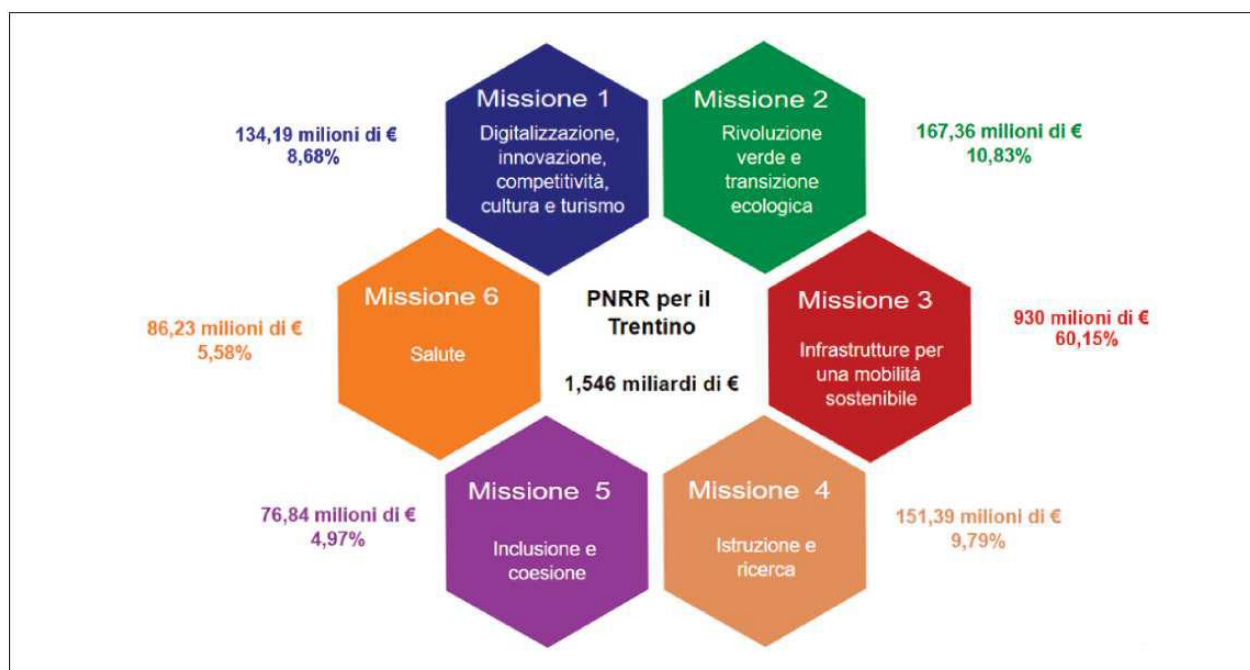 Missione 1
Digitalizzazione,
innovazione,
competitività,
cultura e turismo
134,19 milioni di €
8,68%
Missione 2
Rivoluzione
verde e
transizione
ecologica
167,36 milioni di €
10,83%
Missione 6
Salute
86,23 milioni di €
5,58%
PNRR per il
Trentino
1,546 miliardi di €
Missione 3
Infrastrutture per
una mobilità
sostenibile
930 milioni di €
60,15%
Missione 5
Inclusione e
coesione
76,84 milioni di €
4,97%
Missione 4
Istruzione e
ricerca
151,39 milioni di €
9,79%